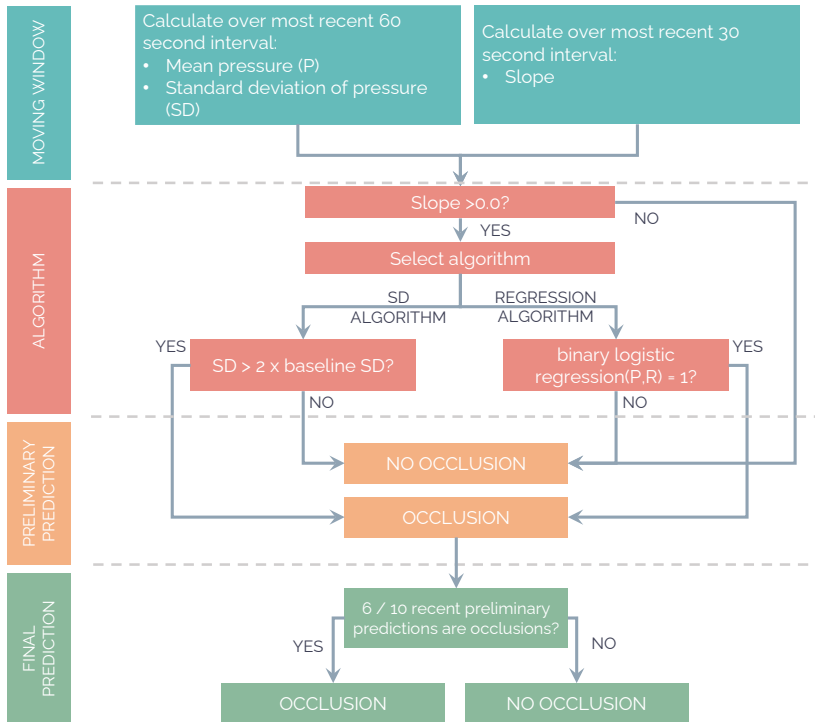 MOVING WINDOW
Calculate over most recent 60
second interval:
• Mean pressure (P)
• Standard deviation of pressure
(SD)
Calculate over most recent 30
second interval:
• Slope
ALGORITHM
Slope >0.0?
NO
YES
Select algorithm
SD
ALGORITHM
REGRESSION
ALGORITHM
YES
SD > 2 x baseline SD?
NO
binary logistic
regression(P,R) = 1?
YES
NO
PRELIMINARY
PREDICTION
NO OCCLUSION
OCCLUSION
FINAL
PREDICTION
6 / 10 recent preliminary
predictions are occlusions?
YES
NO
OCCLUSION
NO OCCLUSION